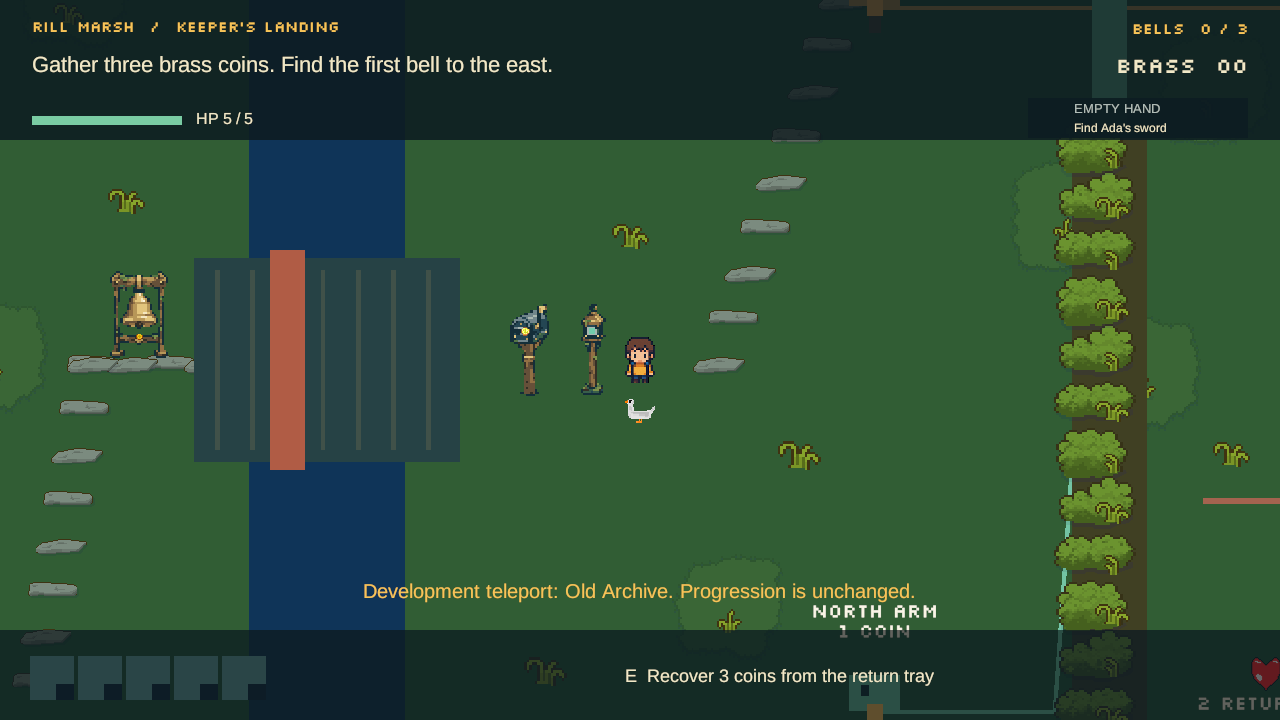 RILL MARSH / KEEPER'S LANDING
BELLS 0 / 3
Gather three brass coins. Find the first bell to the east.
BRASS 00
HP 5 / 5
EMPTY HAND
Find Ada's sword
Development teleport: Old Archive. Progression is unchanged.
NORTH ARM
1 COIN
E Recover 3 coins from the return tray